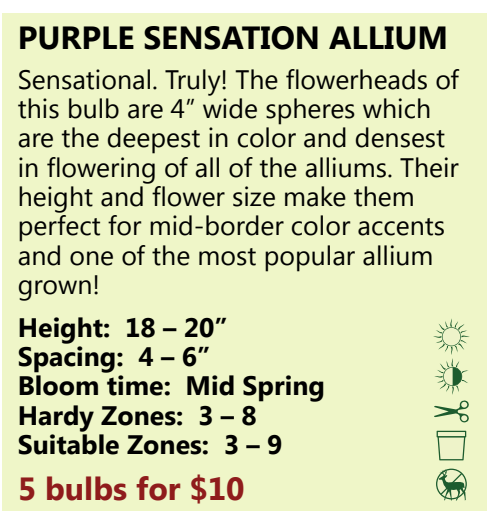 PURPLE SENSATION ALLIUM
Sensational. Truly! The flowerheads of
this bulb are 4” wide spheres which
are the deepest in color and densest
in flowering of all of the alliums. Their
height and flower size make them
perfect for mid-border color accents
and one of the most popular allium
grown!
Height:  18 – 20”
Spacing:  4 – 6”
Bloom time:  Mid Spring
Hardy Zones:  3 – 8
Suitable Zones:  3 – 9
5 bulbs for $10